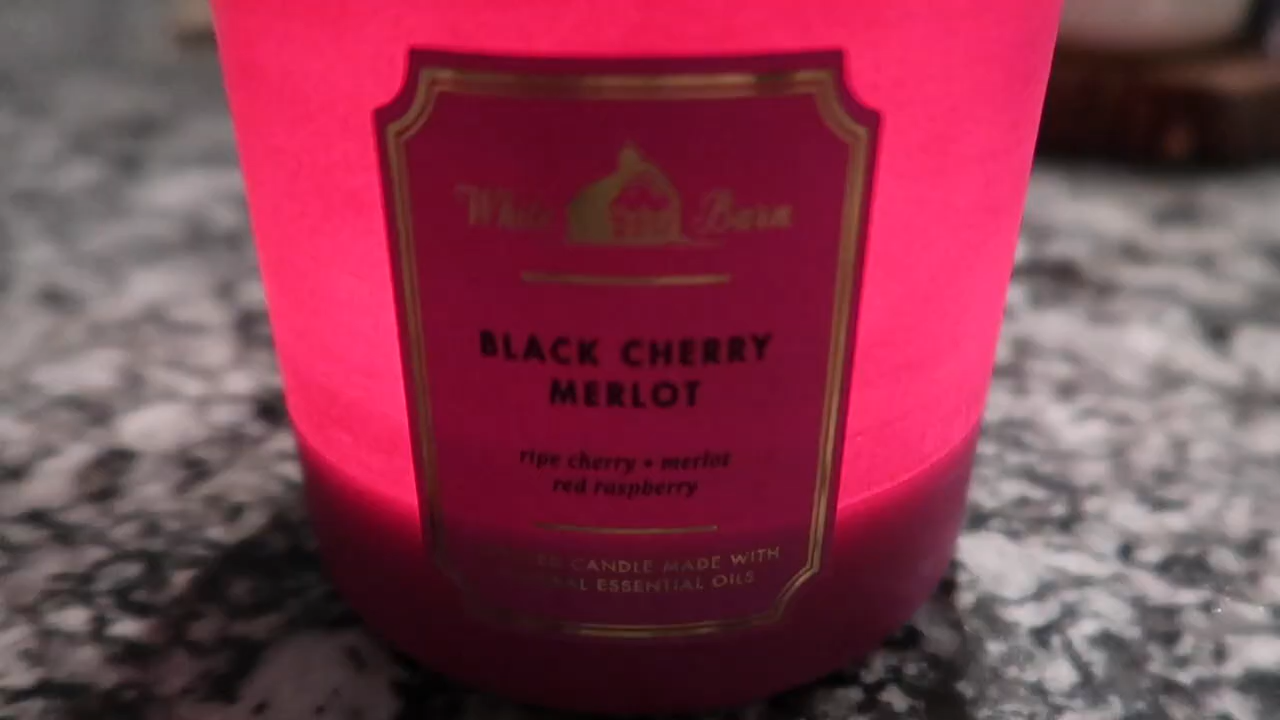 White Barn
BLACK CHERRY
MERLOT
ripe cherry • merlot
red raspberry
CANDLE MADE WITH
ESSENTIAL OILS